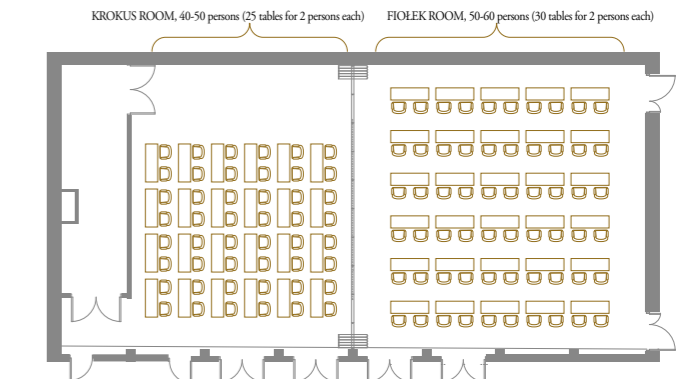 KROKUS ROOM, 40-50 persons (25 tables for 2 persons each)
FIOŁEK ROOM, 50-60 persons (30 tables for 2 persons each)